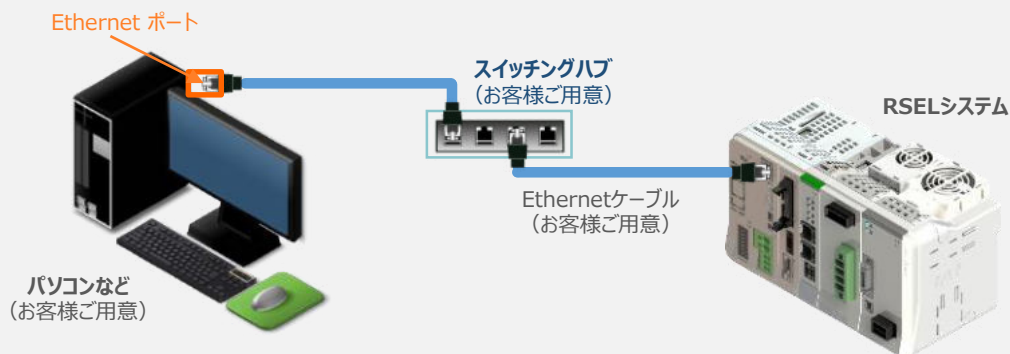 Ethernet ポート
スイッチングハブ
（お客様ご用意）
RSELシステム
Ethernetケーブル
（お客様ご用意）
パソコンなど
（お客様ご用意）